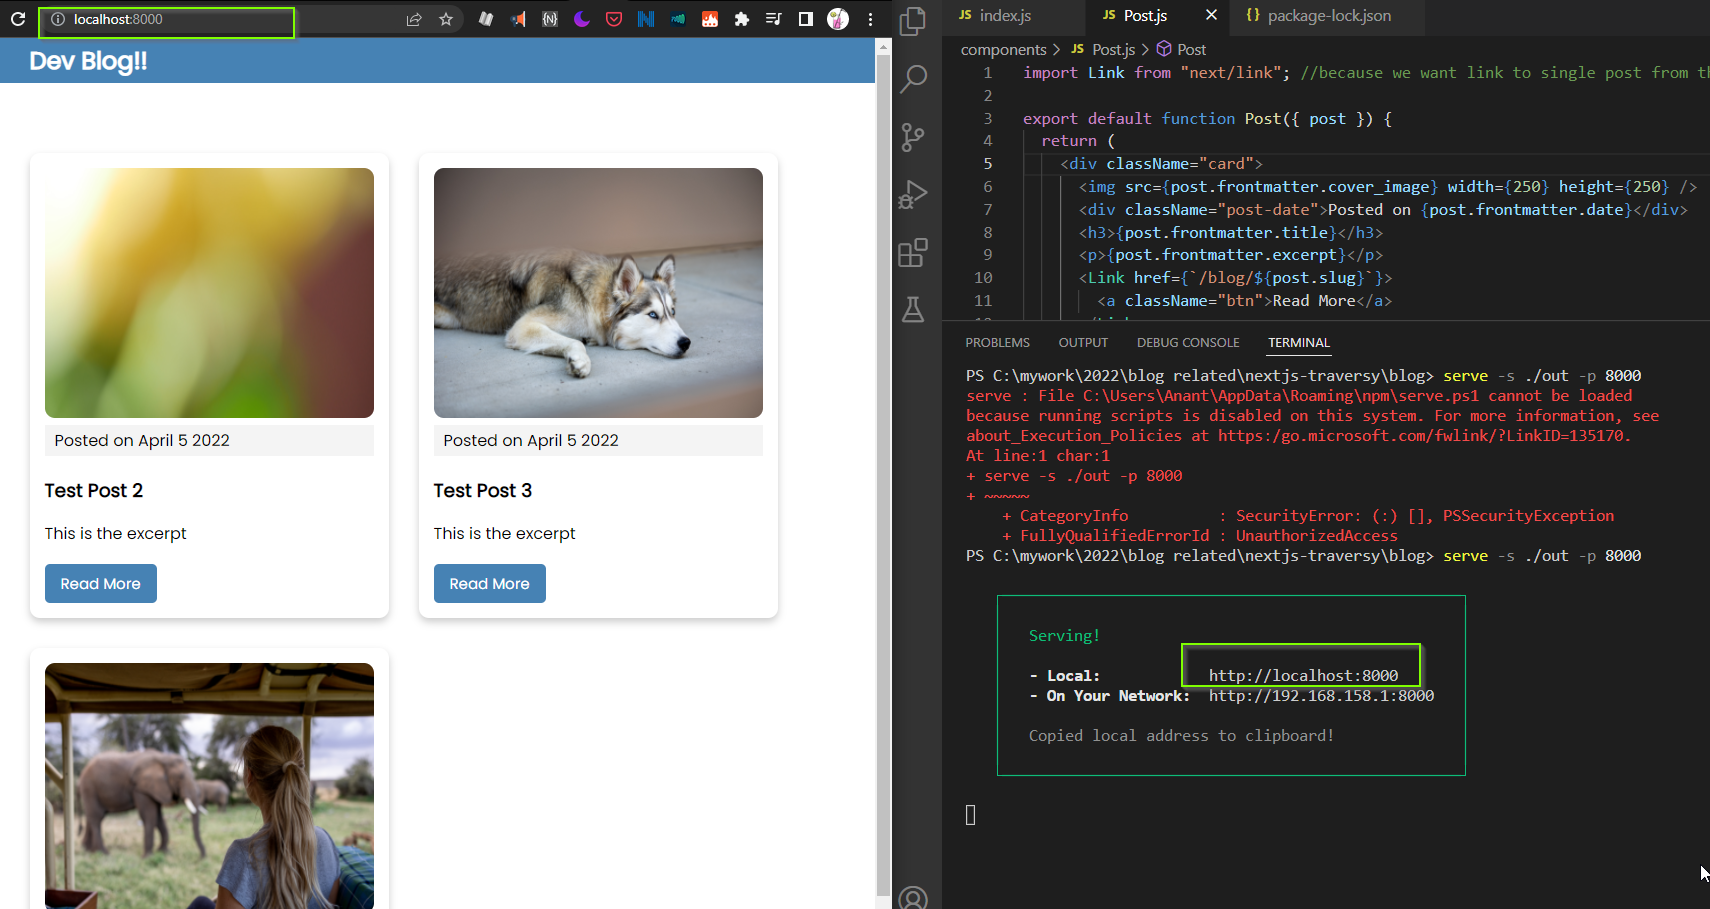 localhost:8000
Dev Blog!!
Posted on April 5 2022
Test Post 2
This is the excerpt
Read More
Posted on April 5 2022
Test Post 3
This is the excerpt
Read More
JS index.js
JS Post.js
{} package-lock.json
components > JS Post.js > Post
1 import Link from "next/link"; //because we want link to single post from th
2
3 export default function Post({ post }) {
4 return (
5 <div className="card">
6 <img src={post.frontmatter.cover_image} width={250} height={250} />
7 <div className="post-date">Posted on {post.frontmatter.date}</div>
8 <h3>{post.frontmatter.title}</h3>
9 <p>{post.frontmatter.excerpt}</p>
10 <Link href={`/blog/${post.slug}`}>
11 <a className="btn">Read More</a>
PROBLEMS OUTPUT DEBUG CONSOLE TERMINAL
PS C:\mywork\2022\blog related\nextjs-traversy\blog> serve -s ./out -p 8000
serve : File C:\Users\Anant\AppData\Roaming\npm\serve.ps1 cannot be loaded
because running scripts is disabled on this system. For more information, see
about_Execution_Policies at https:/go.microsoft.com/fwlink/?LinkID=135170.
At line:1 char:1
+ serve -s ./out -p 8000
+ ~~~~~
+ CategoryInfo : SecurityError: (:) [], PSSecurityException
+ FullyQualifiedErrorId : UnauthorizedAccess
PS C:\mywork\2022\blog related\nextjs-traversy\blog> serve -s ./out -p 8000
Serving!
- Local: http://localhost:8000
- On Your Network: http://192.168.158.1:8000
Copied local address to clipboard!